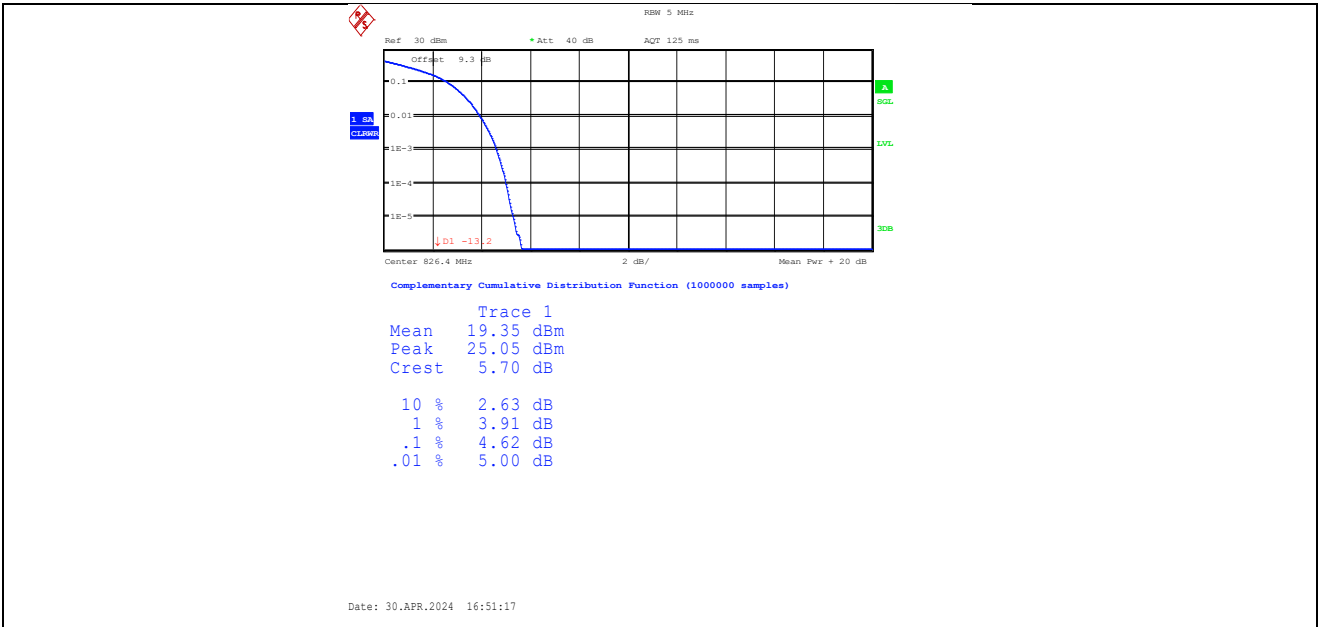 RBW 5 MHz
Ref 30 dBm * Att 40 dB AQT 125 ms
Offset 9.3 dB
0.1
A
SGL
1 SA
CLRWR
0.01
1E-3
LVL
1E-4
1E-5
3DB
↓D1 -13.2
Center 826.4 MHz 2 dB/ Mean Pwr + 20 dB
Complementary Cumulative Distribution Function (1000000 samples)
Trace 1
Mean 19.35 dBm
Peak 25.05 dBm
Crest 5.70 dB
10 % 2.63 dB
1 % 3.91 dB
.1 % 4.62 dB
.01 % 5.00 dB
Date: 30.APR.2024 16:51:17